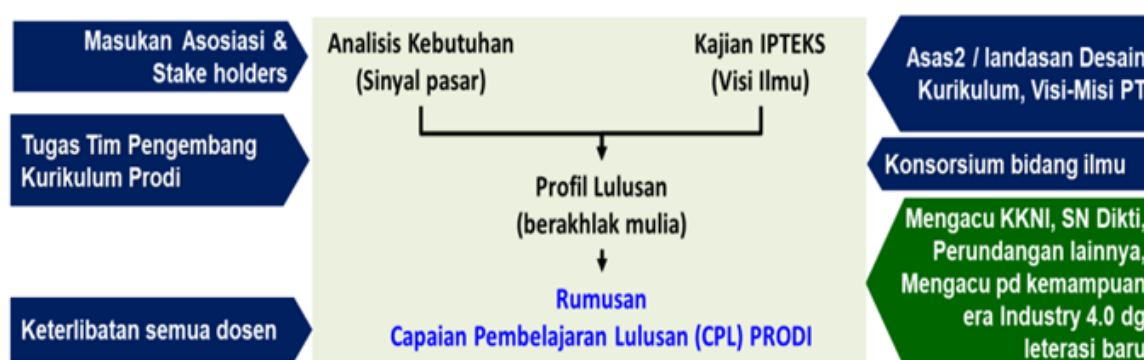 Masukan Asosiasi &
Stake holders
Tugas Tim Pengembang
Kurikulum Prodi
Keterlibatan semua dosen
Analisis Kebutuhan
(Sinyal pasar)
Kajian IPTEKS
(Visi Ilmu)
Profil Lulusan
(berakhlak mulia)
Rumusan
Capaian Pembelajaran Lulusan (CPL) PRODI
Asas2 / landasan Desain
Kurikulum, Visi-Misi PT
Konsorsium bidang ilmu
Mengacu KKNI, SN Dikti,
Perundangan lainnya,
Mengacu pd kemampuan
era Industry 4.0 dg
leterasi baru